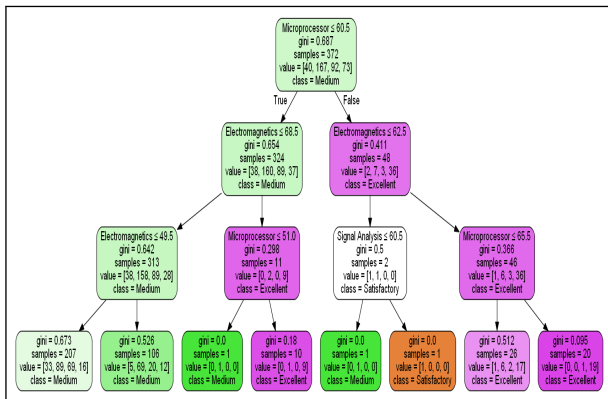 Microprocessor ≤ 60.5
gini = 0.687
samples = 372
value = [40, 167, 92, 73]
class = Medium
True
False
Electromagnetics ≤ 68.5
gini = 0.654
samples = 324
value = [38, 160, 89, 37]
class = Medium
Electromagnetics ≤ 62.5
gini = 0.411
samples = 48
value = [2, 7, 3, 36]
class = Excellent
Electromagnetics ≤ 49.5
gini = 0.642
samples = 313
value = [38, 158, 89, 28]
class = Medium
Microprocessor ≤ 51.0
gini = 0.298
samples = 11
value = [0, 2, 0, 9]
class = Excellent
Signal Analysis ≤ 60.5
gini = 0.5
samples = 2
value = [1, 1, 0, 0]
class = Satisfactory
Microprocessor ≤ 65.5
gini = 0.366
samples = 46
value = [1, 6, 3, 36]
class = Excellent
gini = 0.673
samples = 207
value = [33, 89, 69, 16]
class = Medium
gini = 0.526
samples = 106
value = [5, 69, 20, 12]
class = Medium
gini = 0.0
samples = 1
value = [0, 1, 0, 0]
class = Medium
gini = 0.18
samples = 10
value = [0, 1, 0, 9]
class = Excellent
gini = 0.0
samples = 1
value = [0, 1, 0, 0]
class = Medium
gini = 0.0
samples = 1
value = [1, 0, 0, 0]
class = Satisfactory
gini = 0.512
samples = 26
value = [1, 6, 2, 17]
class = Excellent
gini = 0.095
samples = 20
value = [0, 0, 1, 19]
class = Excellent